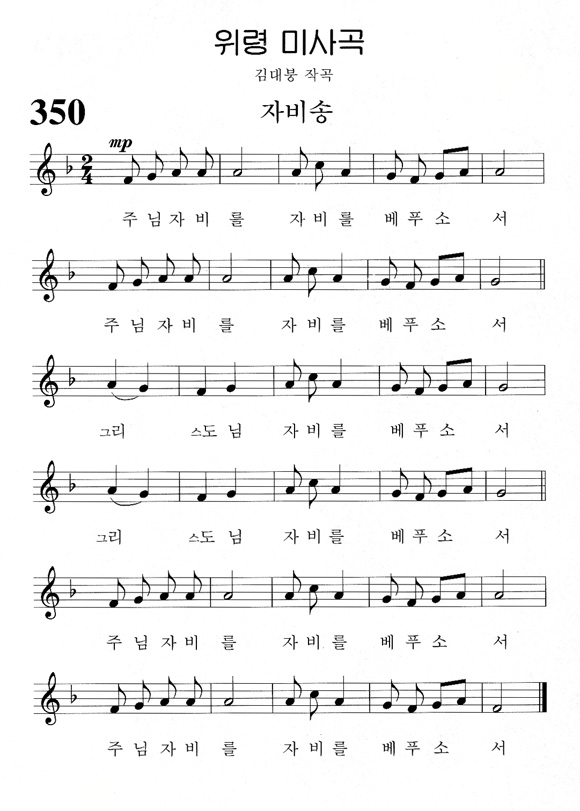 위령 미사곡
김대붕 작곡
350 자비송
mp
2
4
주 님 자 비 를 자 비 를 베 푸 소 서
주 님 자 비 를 자 비 를 베 푸 소 서
그리 스도 님 자 비 를 베 푸 소 서
그리 스도 님 자 비 를 베 푸 소 서
주 님 자 비 를 자 비 를 베 푸 소 서
주 님 자 비 를 자 비 를 베 푸 소 서